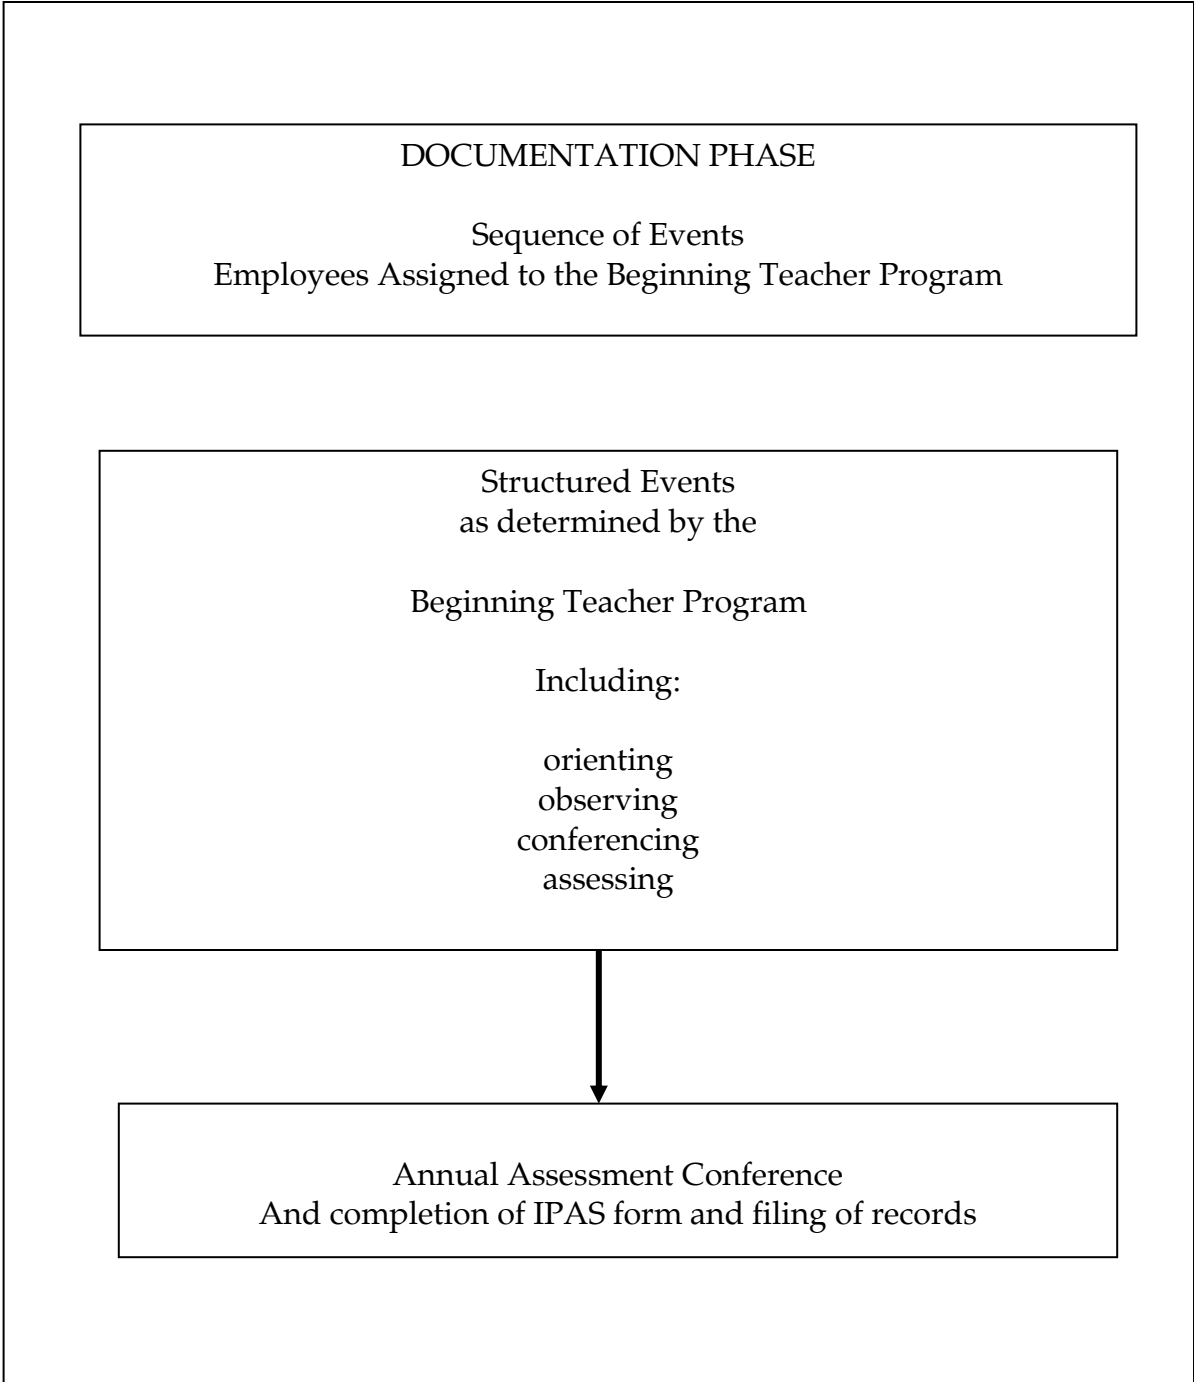 DOCUMENTATION PHASE
Sequence of Events
Employees Assigned to the Beginning Teacher Program
Structured Events
as determined by the
Beginning Teacher Program
Including:
orienting
observing
conferencing
assessing
Annual Assessment Conference
And completion of IPAS form and filing of records